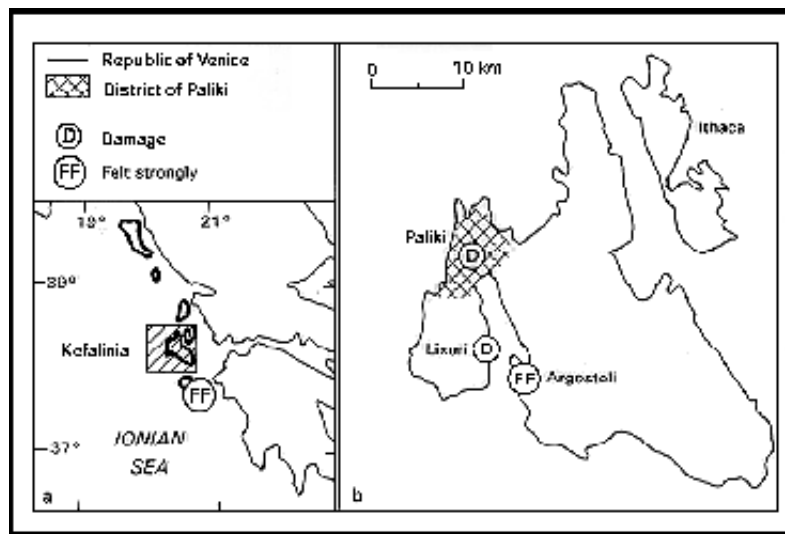 Republic of Venice
District of Paliki
D Damage
FF Felt strongly
19° 21°
39°
Kefalinia
FF
37°
IONIAN
SEA
a
0 10 km
Ithaca
Paliki
D
Lixuri D
FF Argostoli
b